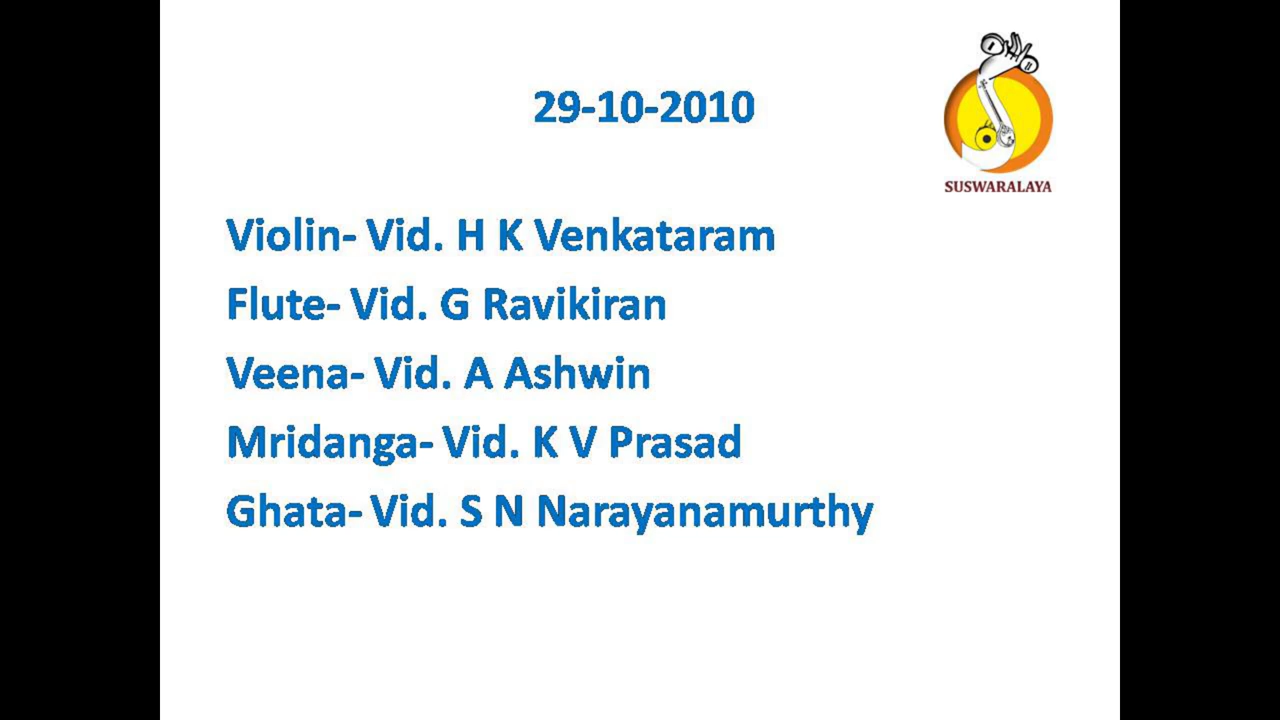 29-10-2010
SUSWARALAYA
Violin- Vid. H K Venkataram
Flute- Vid. G Ravikiran
Veena- Vid. A Ashwin
Mridanga- Vid. K V Prasad
Ghata- Vid. S N Narayanamurthy